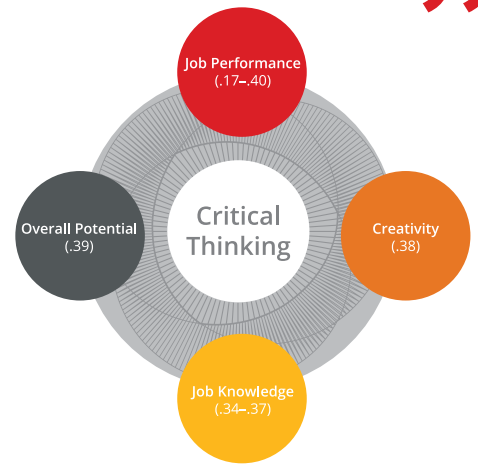 Job Performance
(.17–.40)
Overall Potential
(.39)
Critical
Thinking
Creativity
(.38)
Job Knowledge
(.34–.37)